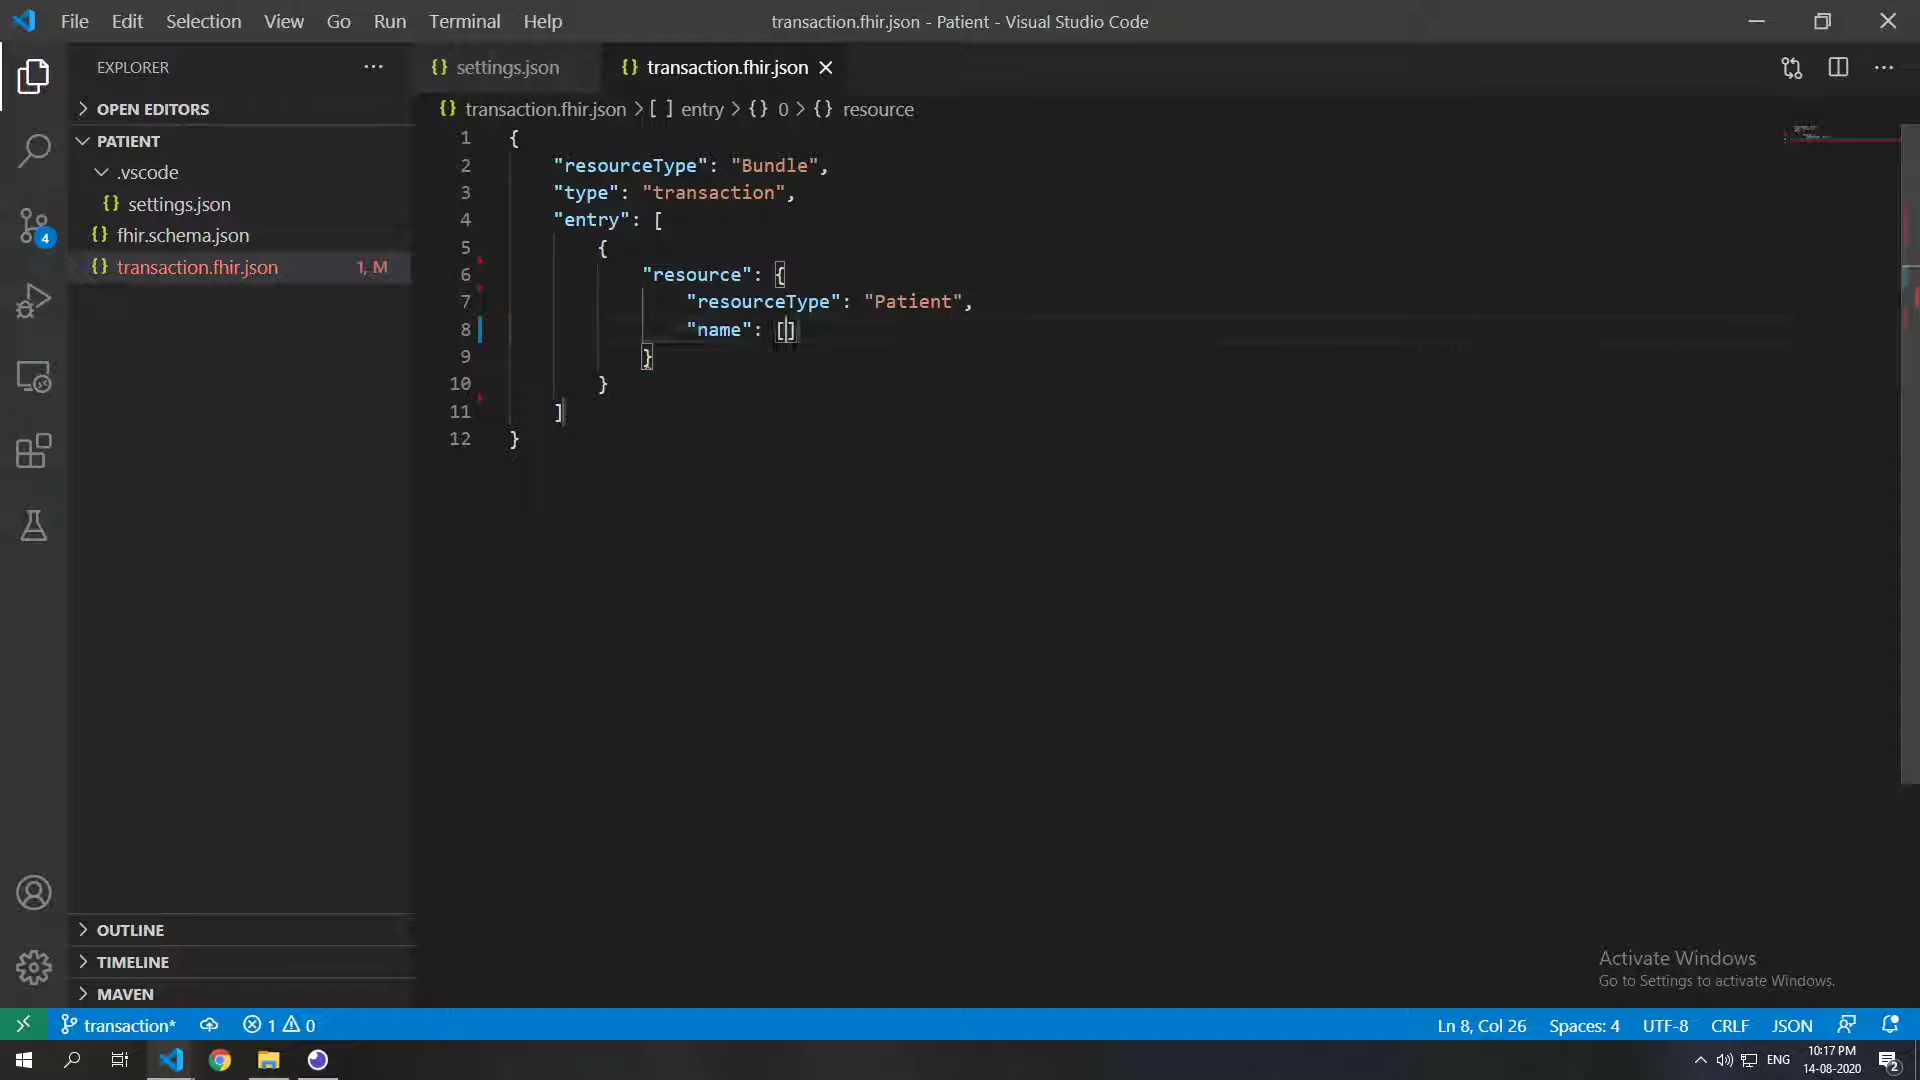 File Edit Selection View Go Run Terminal Help
transaction.fhir.json - Patient - Visual Studio Code
EXPLORER
settings.json
transaction.fhir.json
OPEN EDITORS
transaction.fhir.json > [ ] entry > {} 0 > {} resource
PATIENT
.vscode
settings.json
fhir.schema.json
transaction.fhir.json 1, M
4
1 {
2 "resourceType": "Bundle",
3 "type": "transaction",
4 "entry": [
5 {
6 "resource": {
7 "resourceType": "Patient",
8 "name": []
9 }
10 }
11 ]
12 }
OUTLINE
TIMELINE
MAVEN
Activate Windows
Go to Settings to activate Windows.
transaction* 1 0
Ln 8, Col 26 Spaces: 4 UTF-8 CRLF JSON
ENG
10:17 PM
14-08-2020
2